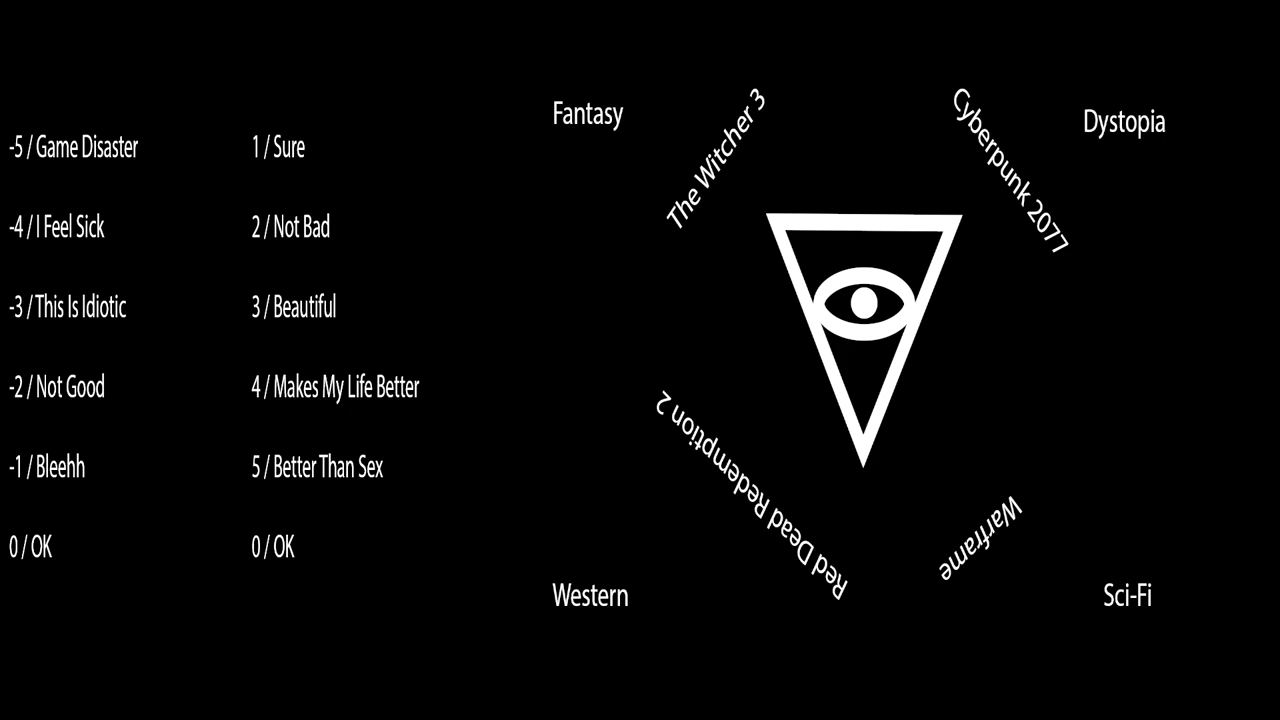 -5 / Game Disaster
-4 / I Feel Sick
-3 / This Is Idiotic
-2 / Not Good
-1 / Bleehh
0 / OK
1 / Sure
2 / Not Bad
3 / Beautiful
4 / Makes My Life Better
5 / Better Than Sex
0 / OK
Fantasy
The Witcher 3
Cyberpunk 2077
Dystopia
Western
Red Dead Redemption 2
Warframe
Sci-Fi